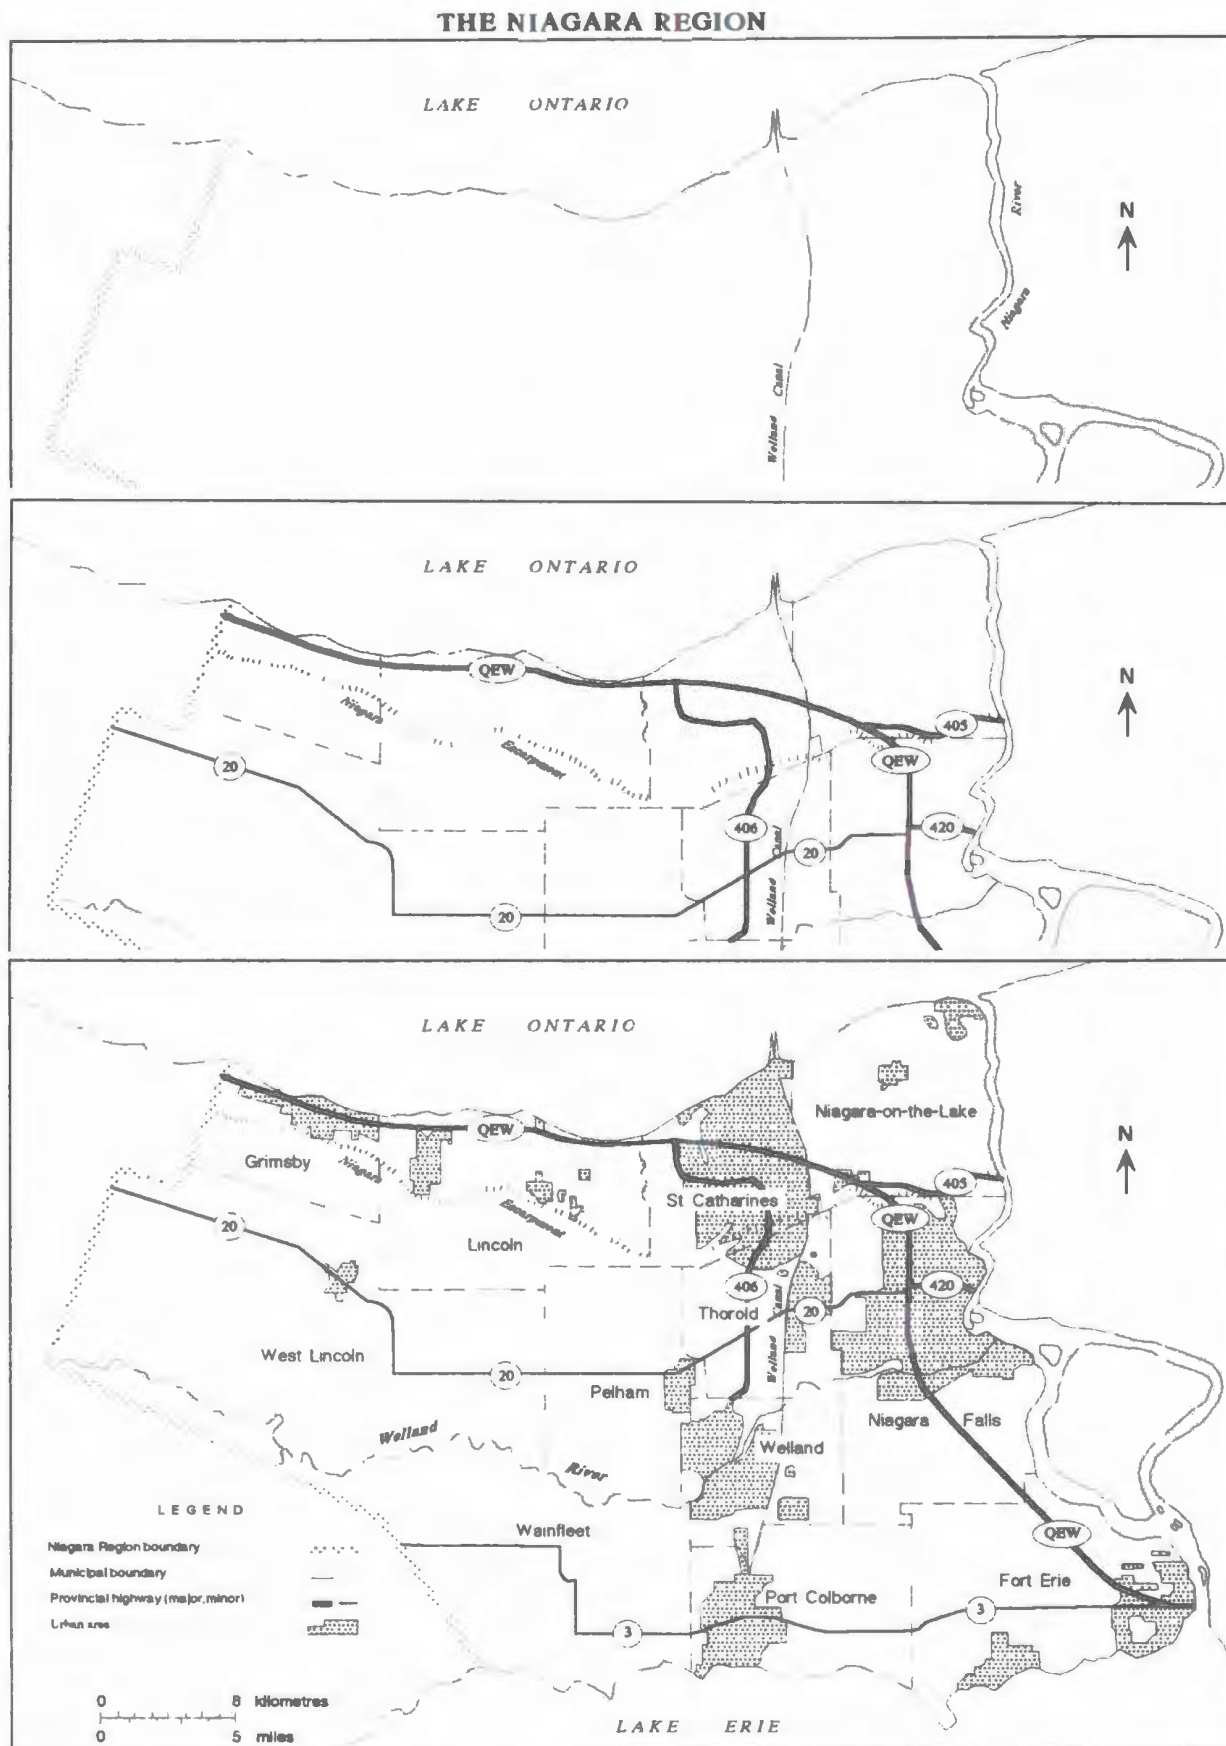 THE NIAGARA REGION
LAKE ONTARIO
River
N
Niagara
Welland Canal
LAKE ONTARIO
N
QEW
Niagara
405
Escarpment
QEW
20
406
420
Canal
20
Welland
20
LAKE ONTARIO
Niagara-on-the-Lake
QEW
N
Grimsby
Niagara
405
St Catharines
Escarpment
QEW
20
Lincoln
406
420
Thorold
Canal
20
West Lincoln
Welland
20
Pelham
Niagara Falls
Welland
Welland
River
LEGEND
Wainfleet
QEW
Niagara Region boundary
Municipal boundary
Fort Erie
Provincial highway (major, minor)
Port Colborne
3
Urban area
3
0 8 kilometres
0 5 miles
LAKE ERIE